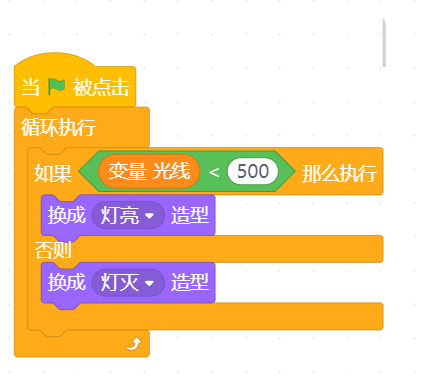 当 被点击
循环执行
如果 变量 光线 < 500 那么执行
换成 灯亮 造型
否则
换成 灯灭 造型